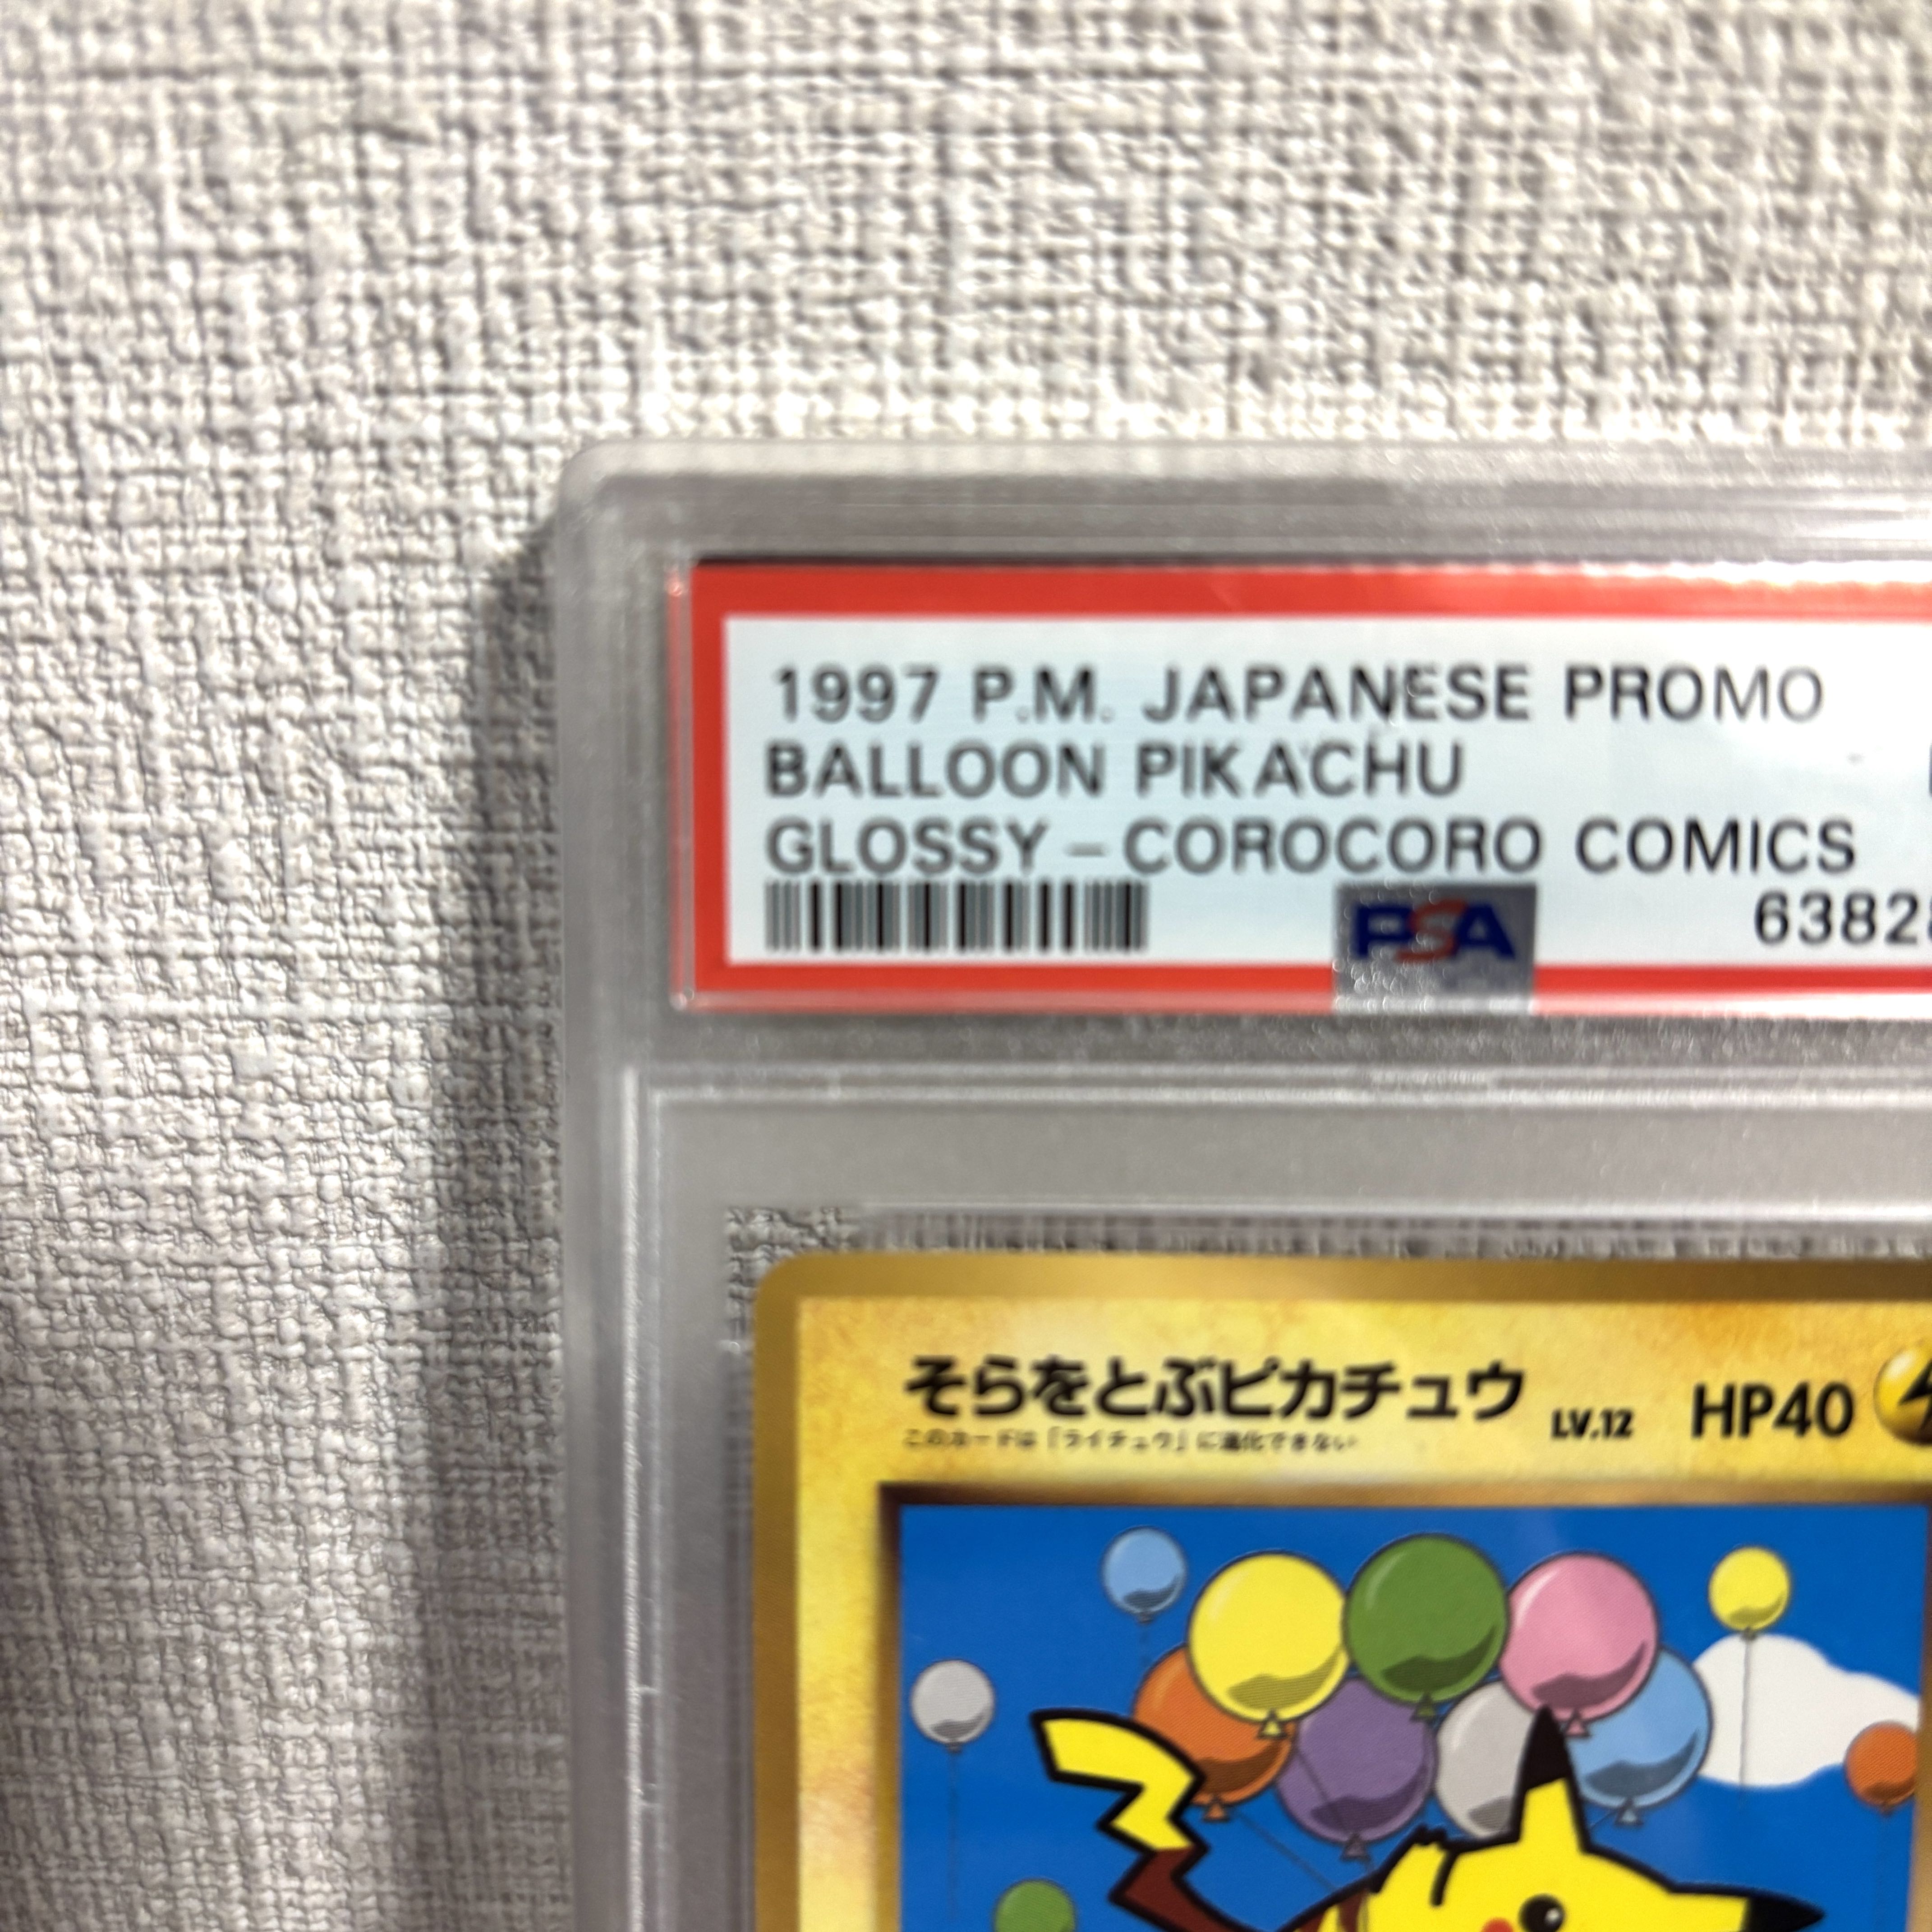 1997 P.M. JAPANESE PROMO
BALLOON PIKACHU
GLOSSY - COROCORO COMICS
PSA
6382
そらをとぶピカチュウ LV.12 HP40
このカードは「ライチュウ」に進化できない